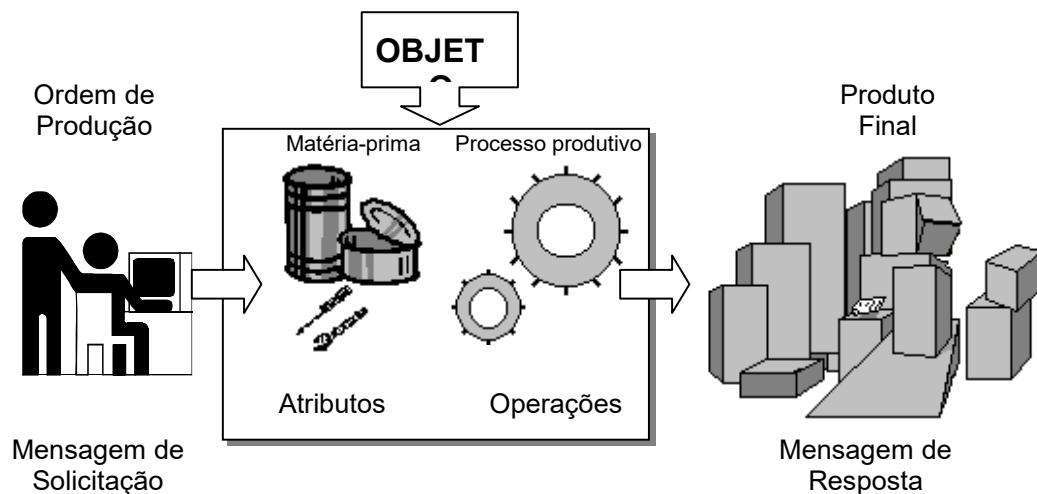 OBJET
Ordem de
Produção
Produto
Final
Matéria-prima
Processo produtivo
Atributos
Operações
Mensagem de
Solicitação
Mensagem de
Resposta